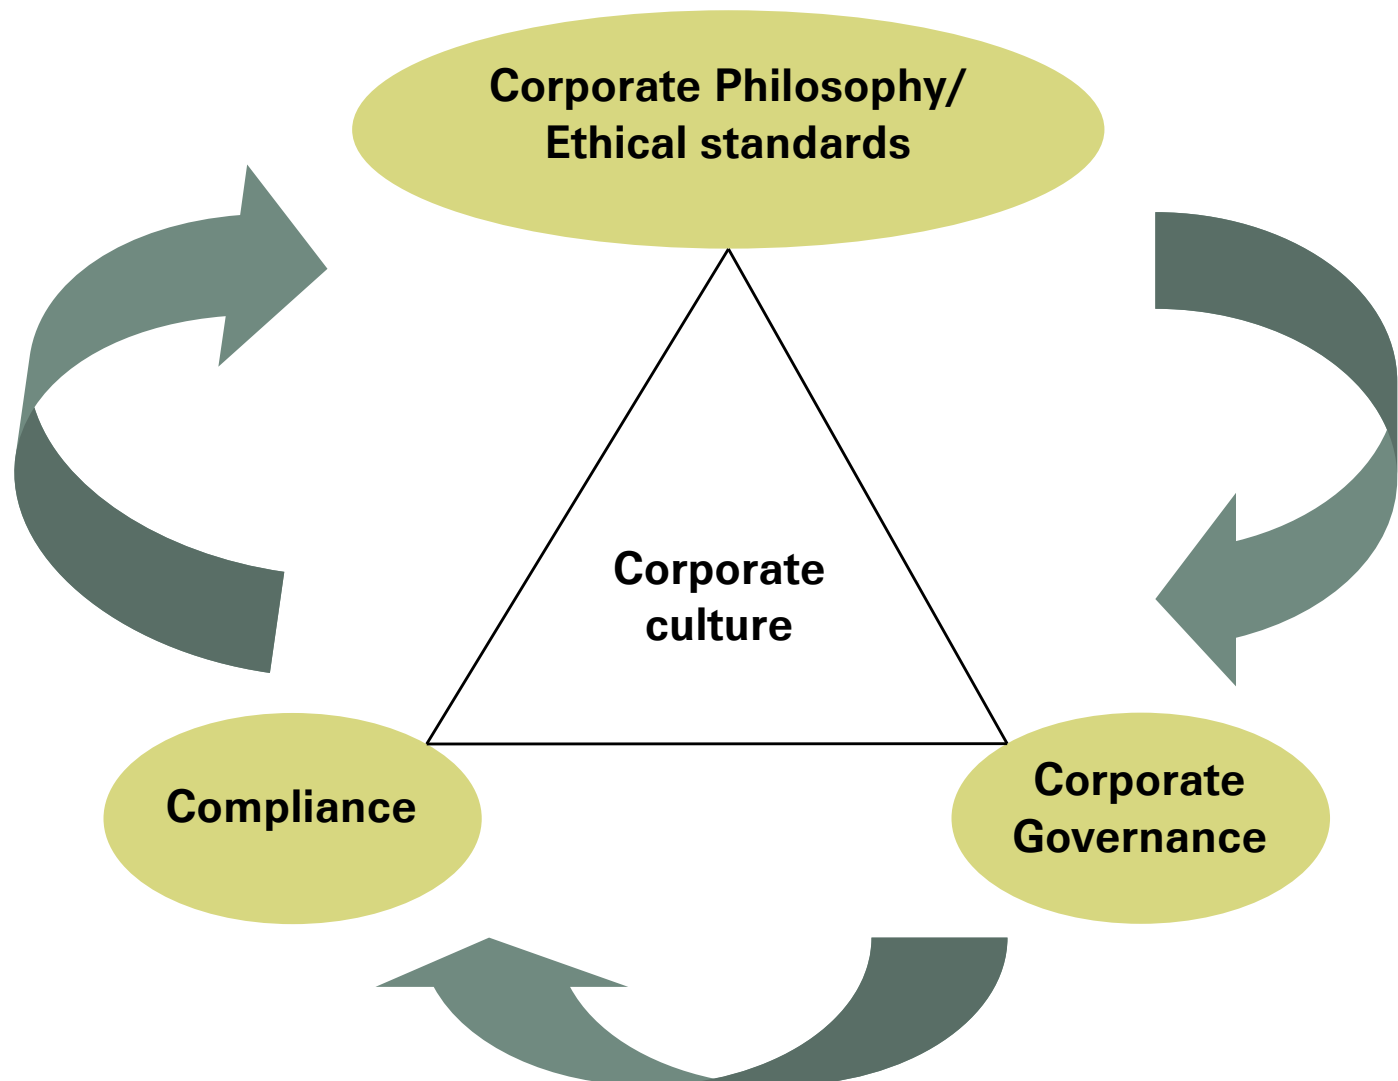 Corporate Philosophy/
Ethical standards
Corporate
culture
Compliance
Corporate
Governance